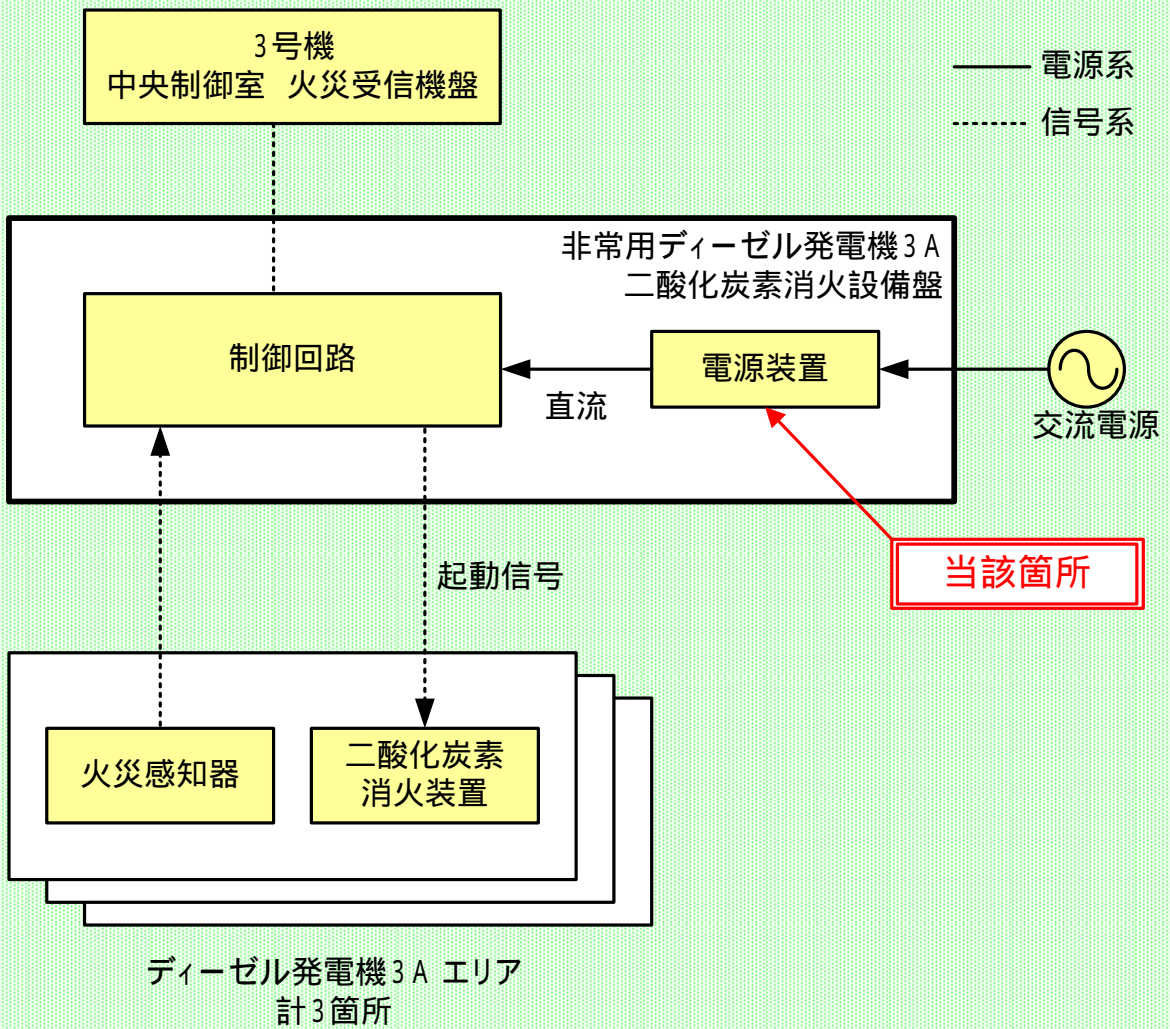 3号機
中央制御室 火災受信機盤
電源系
信号系
非常用ディーゼル発電機3A
二酸化炭素消火設備盤
制御回路
電源装置
直流
交流電源
当該箇所
起動信号
火災感知器
二酸化炭素
消火装置
ディーゼル発電機3A エリア
計3箇所